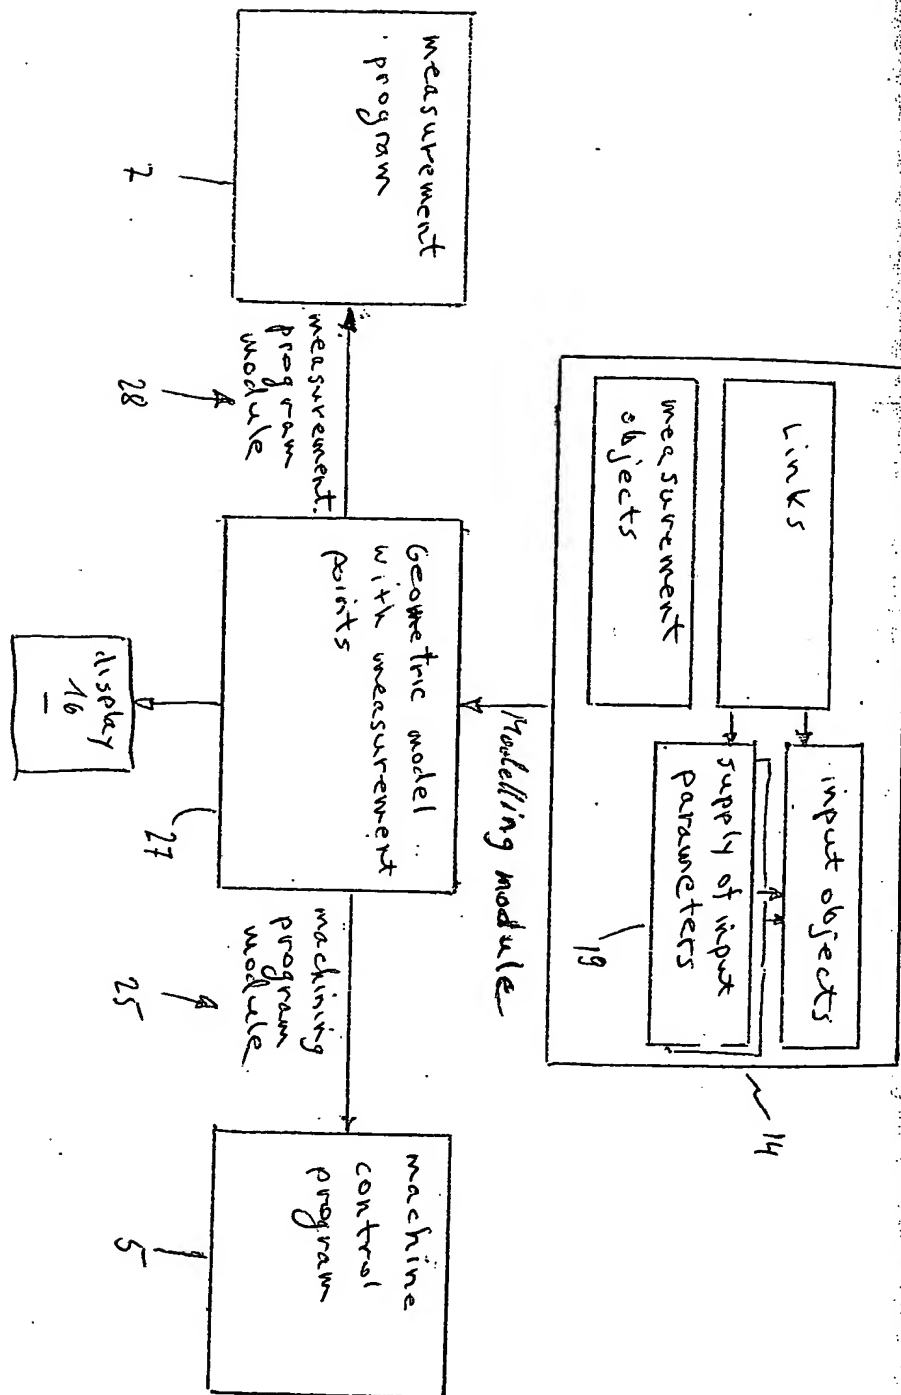 Links
input objects
measurement
objects
supply of input
parameters
19
14
Modelling module
measurement
program
7
measurement
program
module
28
Geometric model
with measurement
points
27
machining
program
module
25
machine
control
program
5
display
16